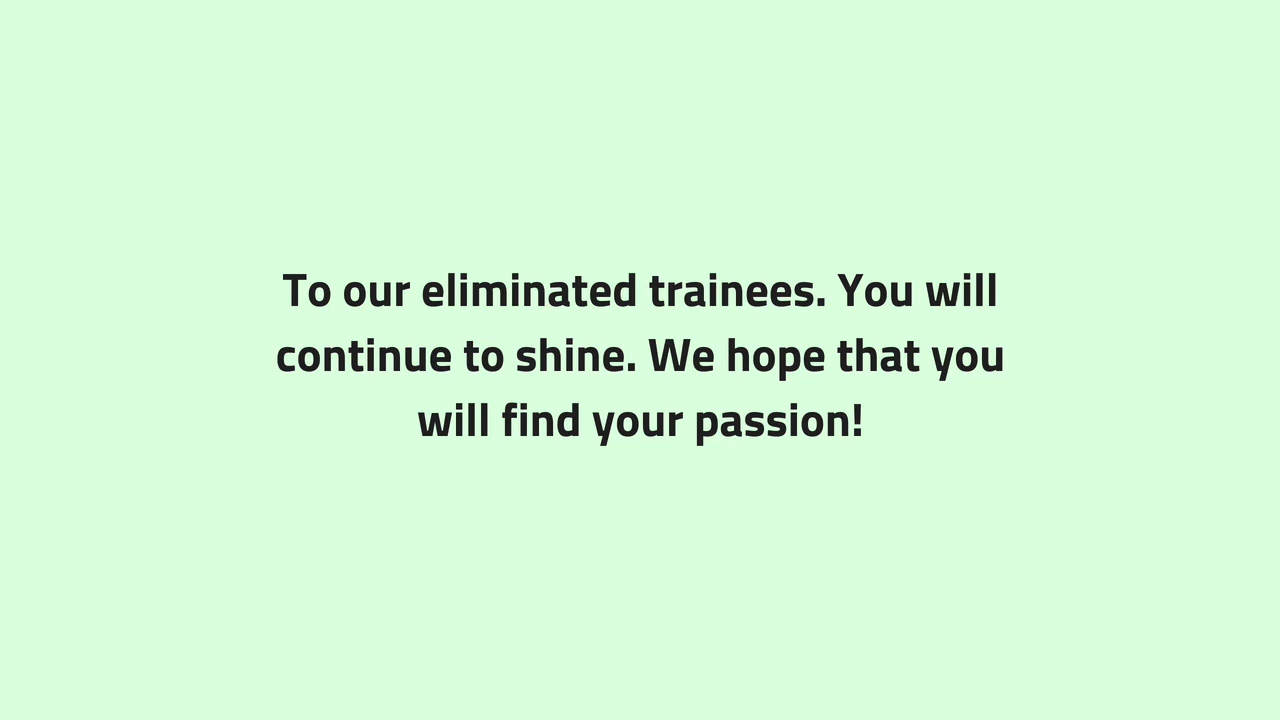 To our eliminated trainees. You will
continue to shine. We hope that you
will find your passion!